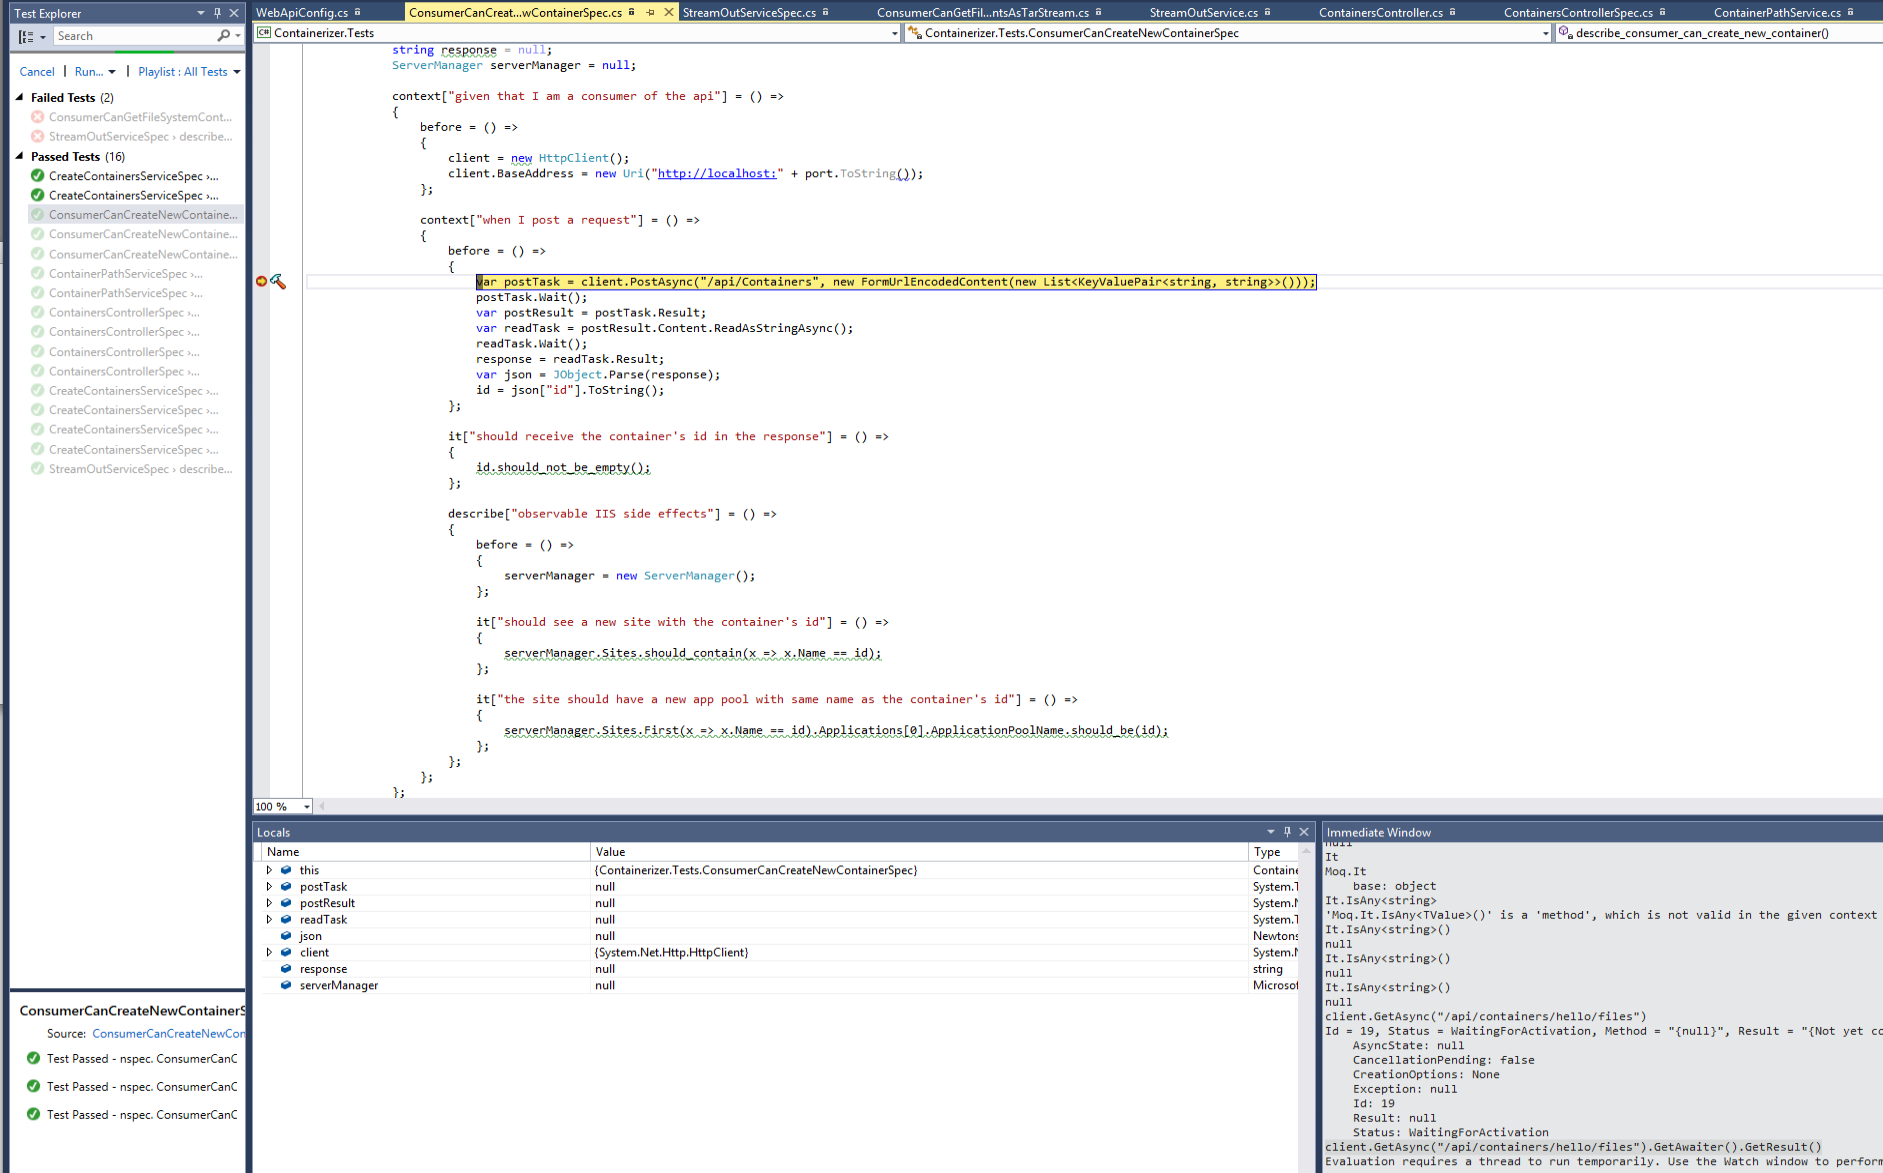 Test Explorer
Search
Cancel | Run... | Playlist : All Tests
Failed Tests (2)
ConsumerCanGetFileSystemCont...
StreamOutServiceSpec › describe...
Passed Tests (16)
CreateContainersServiceSpec ›...
CreateContainersServiceSpec ›...
ConsumerCanCreateNewContaine...
ConsumerCanCreateNewContaine...
ConsumerCanCreateNewContaine...
ContainerPathServiceSpec ›...
ContainerPathServiceSpec ›...
ContainersControllerSpec ›...
ContainersControllerSpec ›...
ContainersControllerSpec ›...
ContainersControllerSpec ›...
CreateContainersServiceSpec ›...
CreateContainersServiceSpec ›...
CreateContainersServiceSpec ›...
CreateContainersServiceSpec ›...
StreamOutServiceSpec › describe...
ConsumerCanCreateNewContainerS
Source: ConsumerCanCreateNewCon
Test Passed - nspec. ConsumerCanC
Test Passed - nspec. ConsumerCanC
Test Passed - nspec. ConsumerCanC
WebApiConfig.cs ConsumerCanCreat...wContainerSpec.cs StreamOutServiceSpec.cs ConsumerCanGetFil...ntsAsTarStream.cs StreamOutService.cs ContainersController.cs ContainersControllerSpec.cs ContainerPathService.cs
C# Containerizer.Tests Containerizer.Tests.ConsumerCanCreateNewContainerSpec describe_consumer_can_create_new_container()
string response = null;
ServerManager serverManager = null;
context["given that I am a consumer of the api"] = () =>
{
before = () =>
{
client = new HttpClient();
client.BaseAddress = new Uri("http://localhost:" + port.ToString());
};
context["when I post a request"] = () =>
{
before = () =>
{
var postTask = client.PostAsync("/api/Containers", new FormUrlEncodedContent(new List<KeyValuePair<string, string>>()));
postTask.Wait();
var postResult = postTask.Result;
var readTask = postResult.Content.ReadAsStringAsync();
readTask.Wait();
response = readTask.Result;
var json = JObject.Parse(response);
id = json["id"].ToString();
};
it["should receive the container's id in the response"] = () =>
{
id.should_not_be_empty();
};
describe["observable IIS side effects"] = () =>
{
before = () =>
{
serverManager = new ServerManager();
};
it["should see a new site with the container's id"] = () =>
{
serverManager.Sites.should_contain(x => x.Name == id);
};
it["the site should have a new app pool with same name as the container's id"] = () =>
{
serverManager.Sites.First(x => x.Name == id).Applications[0].ApplicationPoolName.should_be(id);
};
};
};
};
100 %
Locals
Name Value Type
this {Containerizer.Tests.ConsumerCanCreateNewContainerSpec} Containe
postTask null System.T
postResult null System.N
readTask null System.T
json null Newtons
client {System.Net.Http.HttpClient} System.N
response null string
serverManager null Microsof
Immediate Window
null
It
Moq.It
base: object
It.IsAny<string>
'Moq.It.IsAny<TValue>()' is a 'method', which is not valid in the given context
It.IsAny<string>()
null
It.IsAny<string>()
null
It.IsAny<string>()
null
client.GetAsync("/api/containers/hello/files")
Id = 19, Status = WaitingForActivation, Method = "{null}", Result = "{Not yet co
AsyncState: null
CancellationPending: false
CreationOptions: None
Exception: null
Id: 19
Result: null
Status: WaitingForActivation
client.GetAsync("/api/containers/hello/files").GetAwaiter().GetResult()
Evaluation requires a thread to run temporarily. Use the Watch window to perform